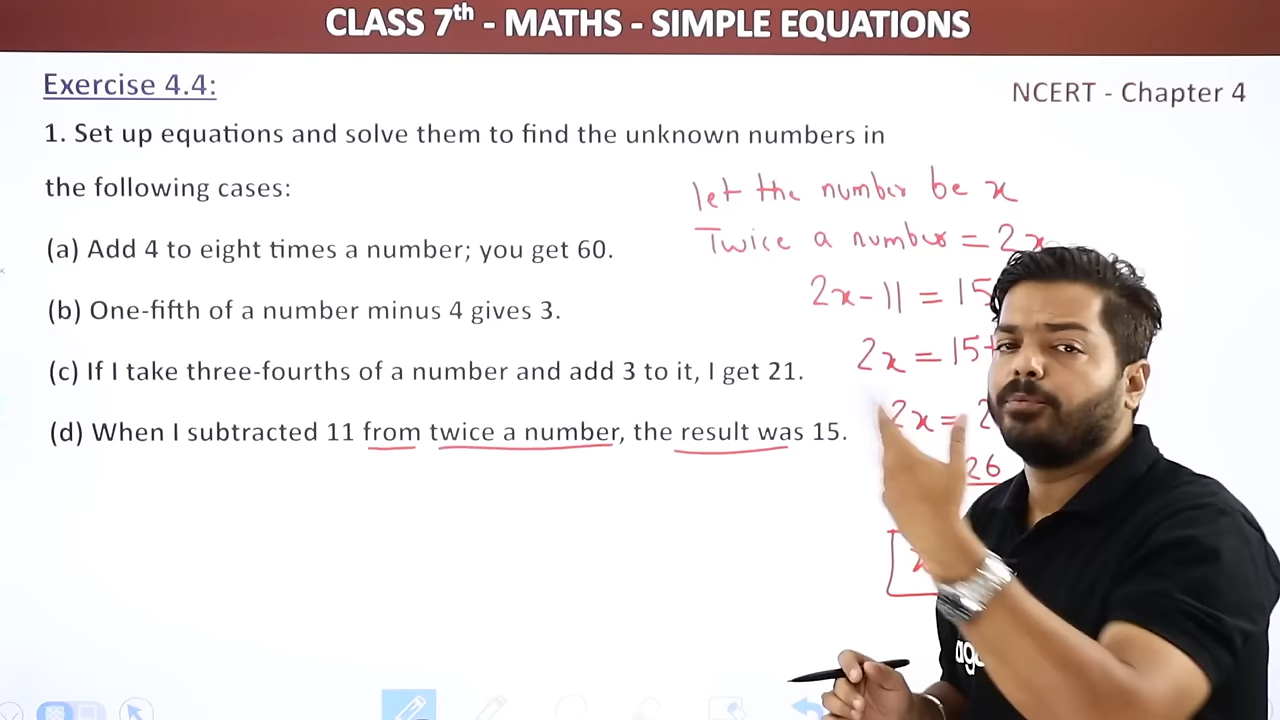 CLASS 7th - MATHS - SIMPLE EQUATIONS
Exercise 4.4:
NCERT - Chapter 4
1. Set up equations and solve them to find the unknown numbers in
the following cases:
(a) Add 4 to eight times a number; you get 60.
(b) One-fifth of a number minus 4 gives 3.
(c) If I take three-fourths of a number and add 3 to it, I get 21.
(d) When I subtracted 11 from twice a number, the result was 15.
let the number be x
Twice a number = 2x
2x - 11 = 15
2x = 15+
2x = 2
26